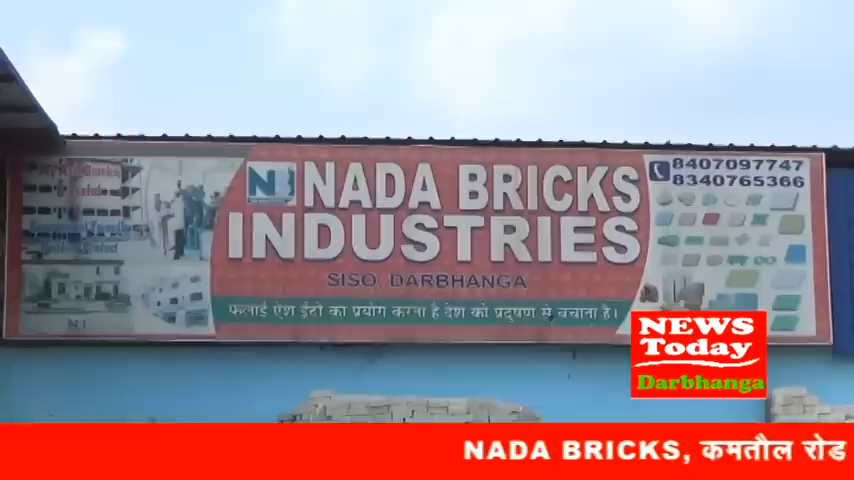 NADA BRICKS
INDUSTRIES
SISO, DARBHANGA
फ्लाई ऐश ईंटों का प्रयोग करना है देश को प्रदूषण से बचाना है।
8407097747
8340765366
NEWS
Today
Darbhanga
NADA BRICKS, कमतौल रोड